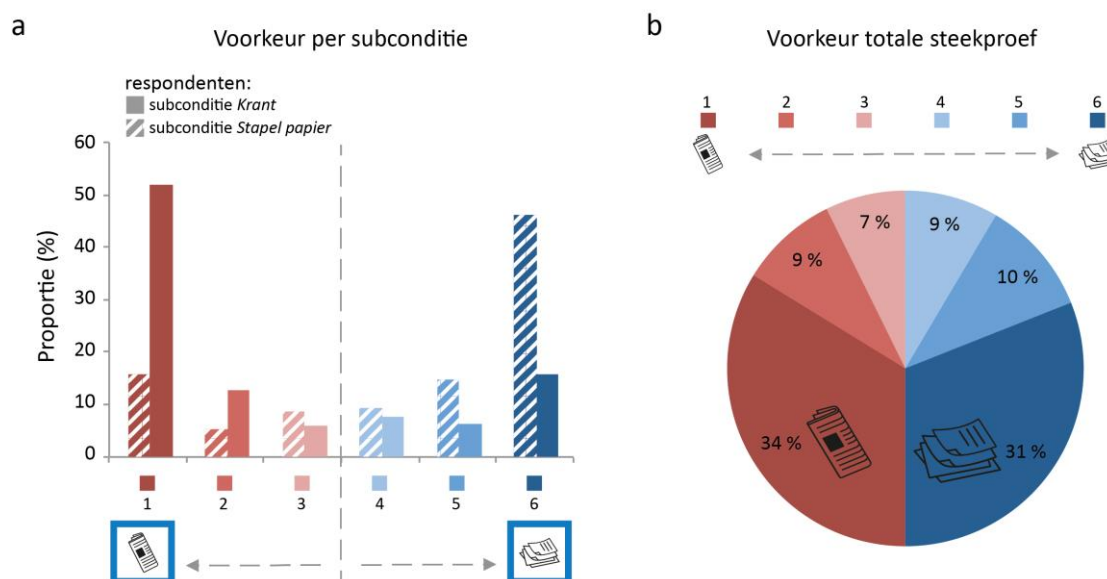 a
Voorkeur per subconditie
respondenten:
subconditie Krant
subconditie Stapel papier
Proportie (%)
60
50
40
30
20
10
0
1 2 3 4 5 6
b
Voorkeur totale steekproef
1 2 3 4 5 6
7 %
9 %
9 %
10 %
34 %
31 %